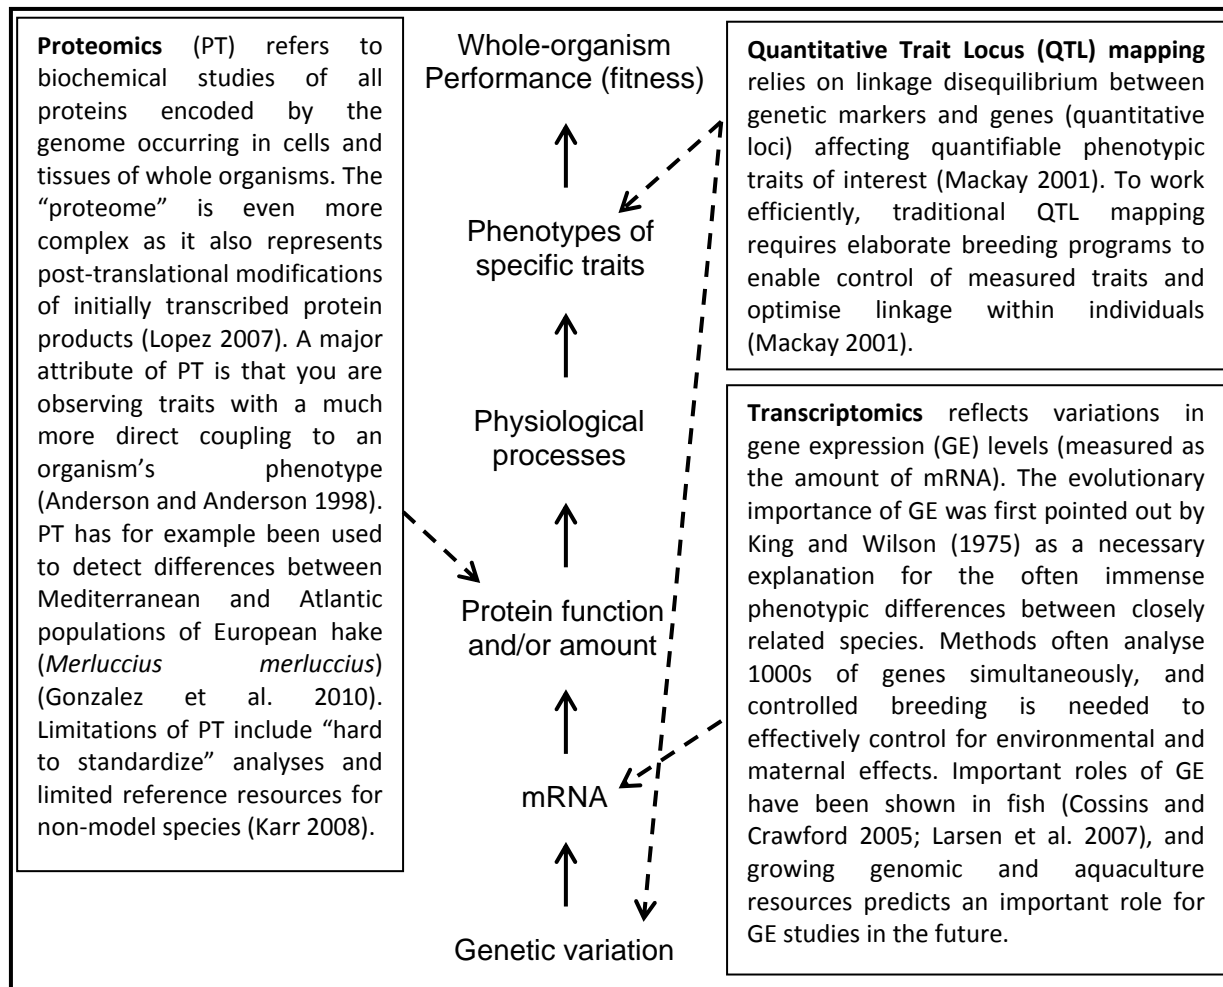 Proteomics (PT) refers to
biochemical studies of all
proteins encoded by the
genome occurring in cells and
tissues of whole organisms. The
“proteome” is even more
complex as it also represents
post-translational modifications
of initially transcribed protein
products (Lopez 2007). A major
attribute of PT is that you are
observing traits with a much
more direct coupling to an
organism’s phenotype
(Anderson and Anderson 1998).
PT has for example been used
to detect differences between
Mediterranean and Atlantic
populations of European hake
(Merluccius merluccius)
(Gonzalez et al. 2010).
Limitations of PT include “hard
to standardize” analyses and
limited reference resources for
non-model species (Karr 2008).
Whole-organism
Performance (fitness)
Phenotypes of
specific traits
Physiological
processes
Protein function
and/or amount
mRNA
Genetic variation
Quantitative Trait Locus (QTL) mapping
relies on linkage disequilibrium between
genetic markers and genes (quantitative
loci) affecting quantifiable phenotypic
traits of interest (Mackay 2001). To work
efficiently, traditional QTL mapping
requires elaborate breeding programs to
enable control of measured traits and
optimise linkage within individuals
(Mackay 2001).
Transcriptomics reflects variations in
gene expression (GE) levels (measured as
the amount of mRNA). The evolutionary
importance of GE was first pointed out by
King and Wilson (1975) as a necessary
explanation for the often immense
phenotypic differences between closely
related species. Methods often analyse
1000s of genes simultaneously, and
controlled breeding is needed to
effectively control for environmental and
maternal effects. Important roles of GE
have been shown in fish (Cossins and
Crawford 2005; Larsen et al. 2007), and
growing genomic and aquaculture
resources predicts an important role for
GE studies in the future.